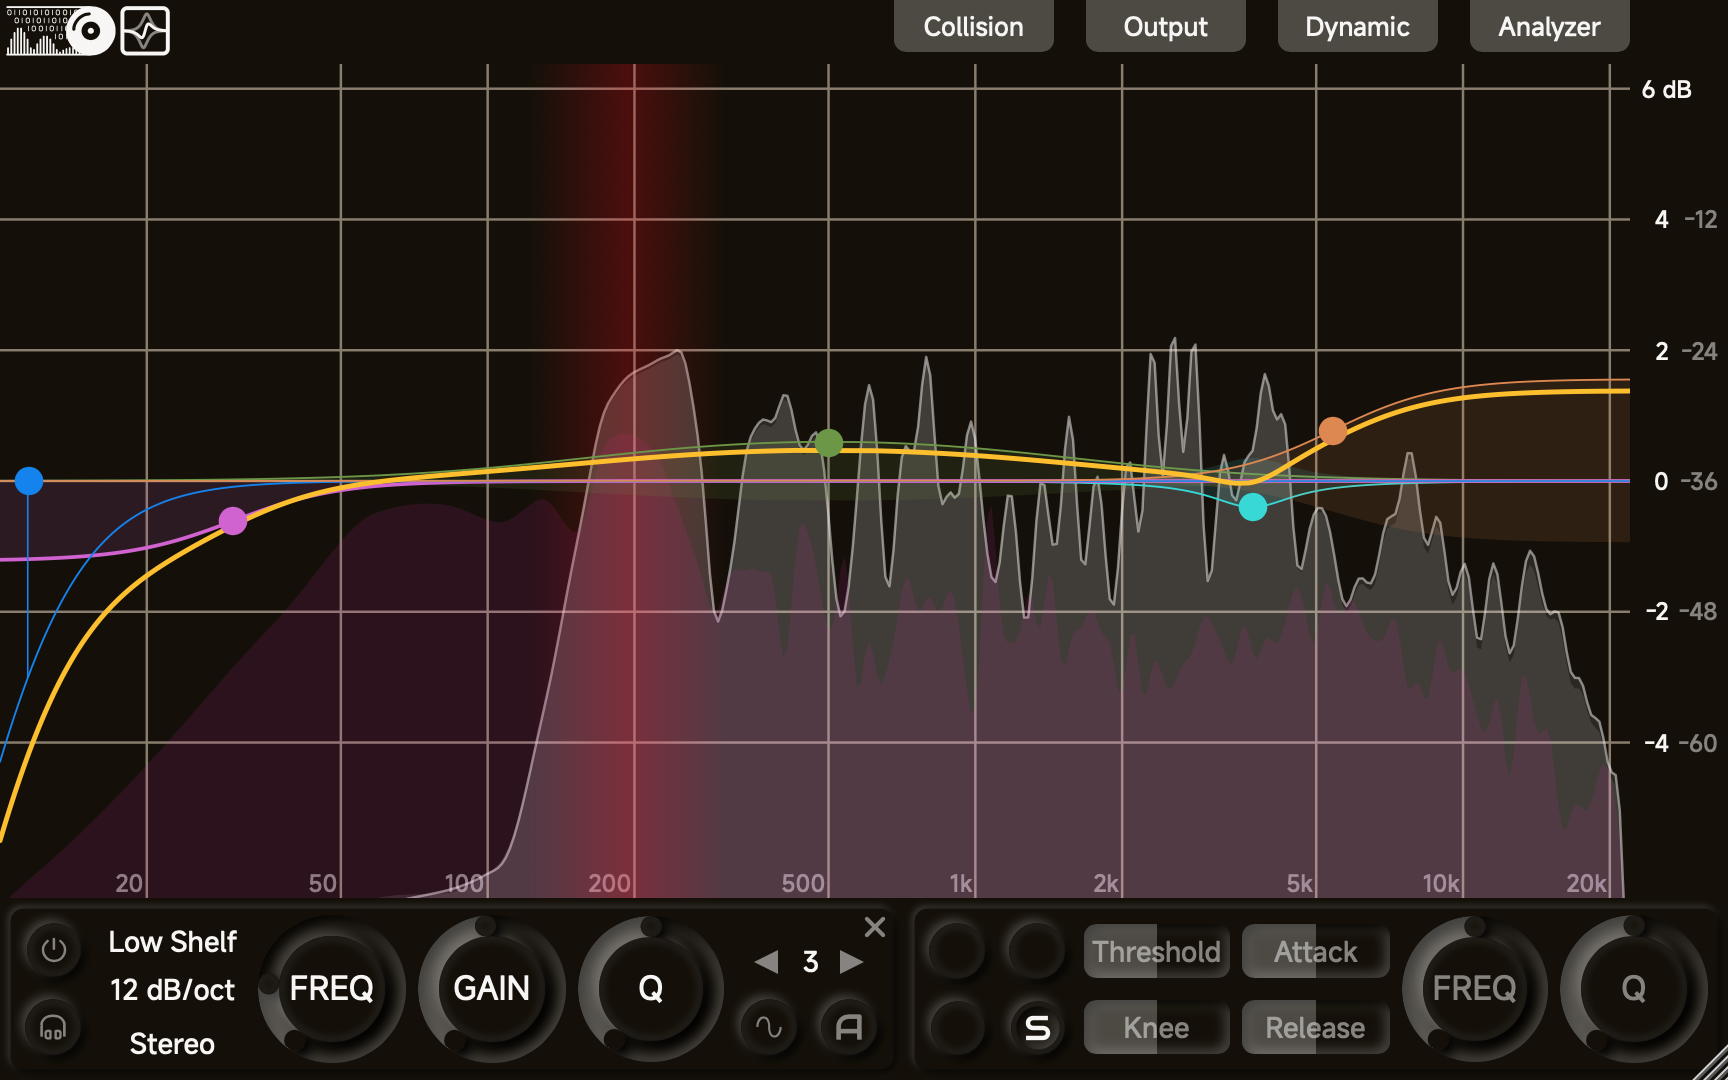 Collision Output Dynamic Analyzer
6 dB
4 -12
2 -24
0 -36
-2 -48
-4 -60
20 50 100 200 500 1k 2k 5k 10k 20k
Low Shelf
12 dB/oct
Stereo
FREQ GAIN Q
3
A
S
Threshold Attack
Knee Release
FREQ Q